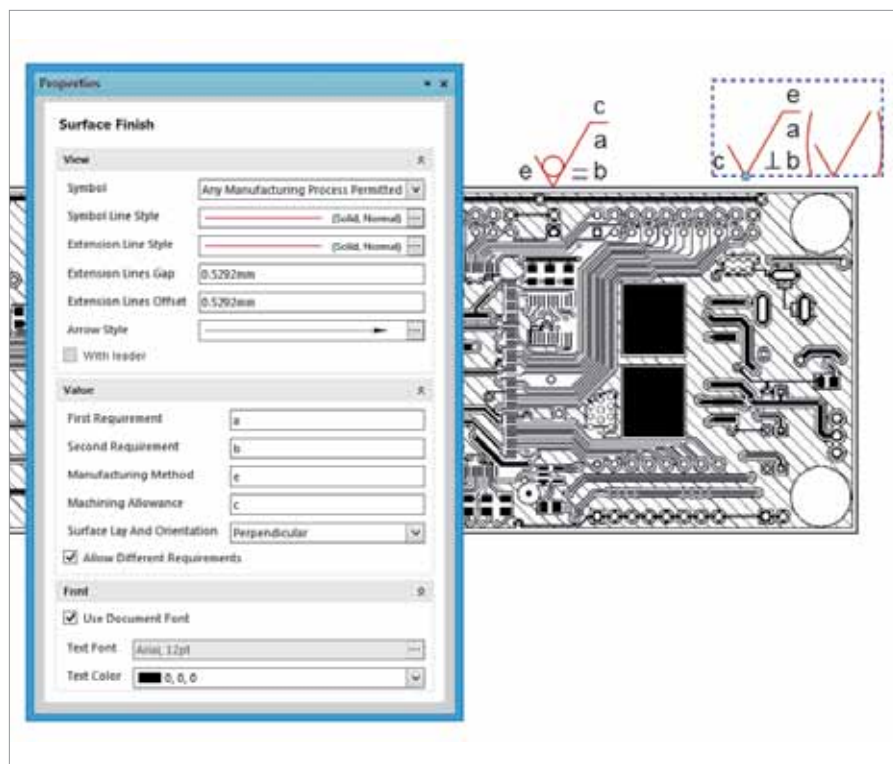 Properties
Surface Finish
View
Symbol Any Manufacturing Process Permitted
Symbol Line Style (Solid, Normal)
Extension Line Style (Solid, Normal)
Extension Lines Gap 0.5292mm
Extension Lines Offset 0.5292mm
Arrow Style
With leader
Value
First Requirement a
Second Requirement b
Manufacturing Method e
Machining Allowance c
Surface Lay And Orientation Perpendicular
Allow Different Requirements
Font
Use Document Font
Text Font Arial, 12pt
Text Color 0, 0, 0
c
a
e = b
e
a
c ⊥ b